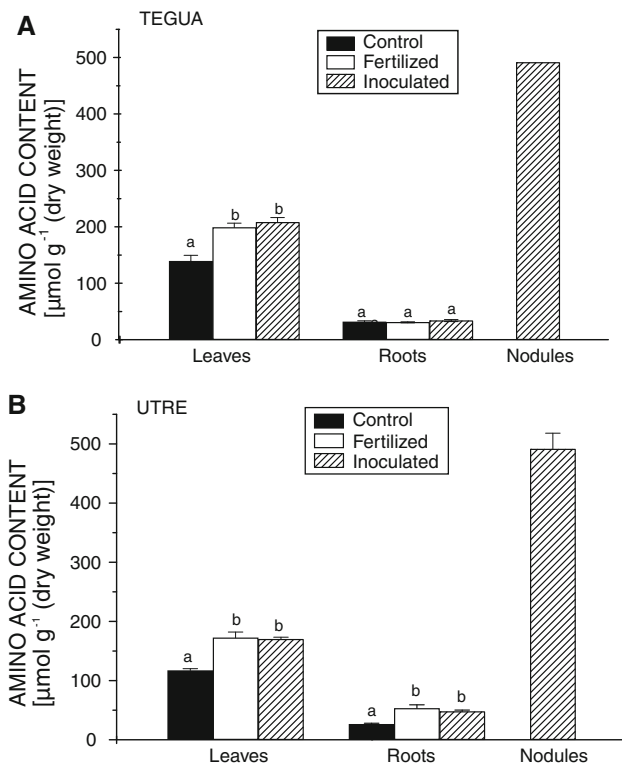 A
TEGUA
Control
Fertilized
Inoculated
AMINO ACID CONTENT
[µmol g⁻¹ (dry weight)]
500
400
300
200
100
0
a
b
b
a
a
a
Leaves
Roots
Nodules
B
UTRE
Control
Fertilized
Inoculated
AMINO ACID CONTENT
[µmol g⁻¹ (dry weight)]
500
400
300
200
100
0
a
b
b
a
b
b
Leaves
Roots
Nodules